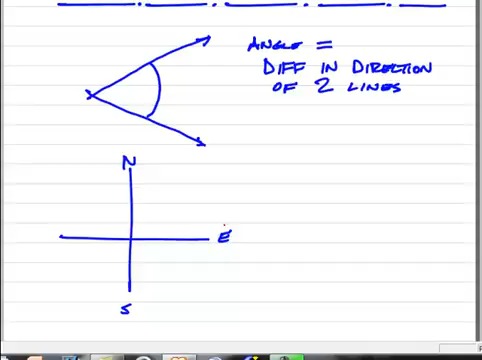 ANGLE =
DIFF IN DIRECTION
OF 2 LINES
N
E
S